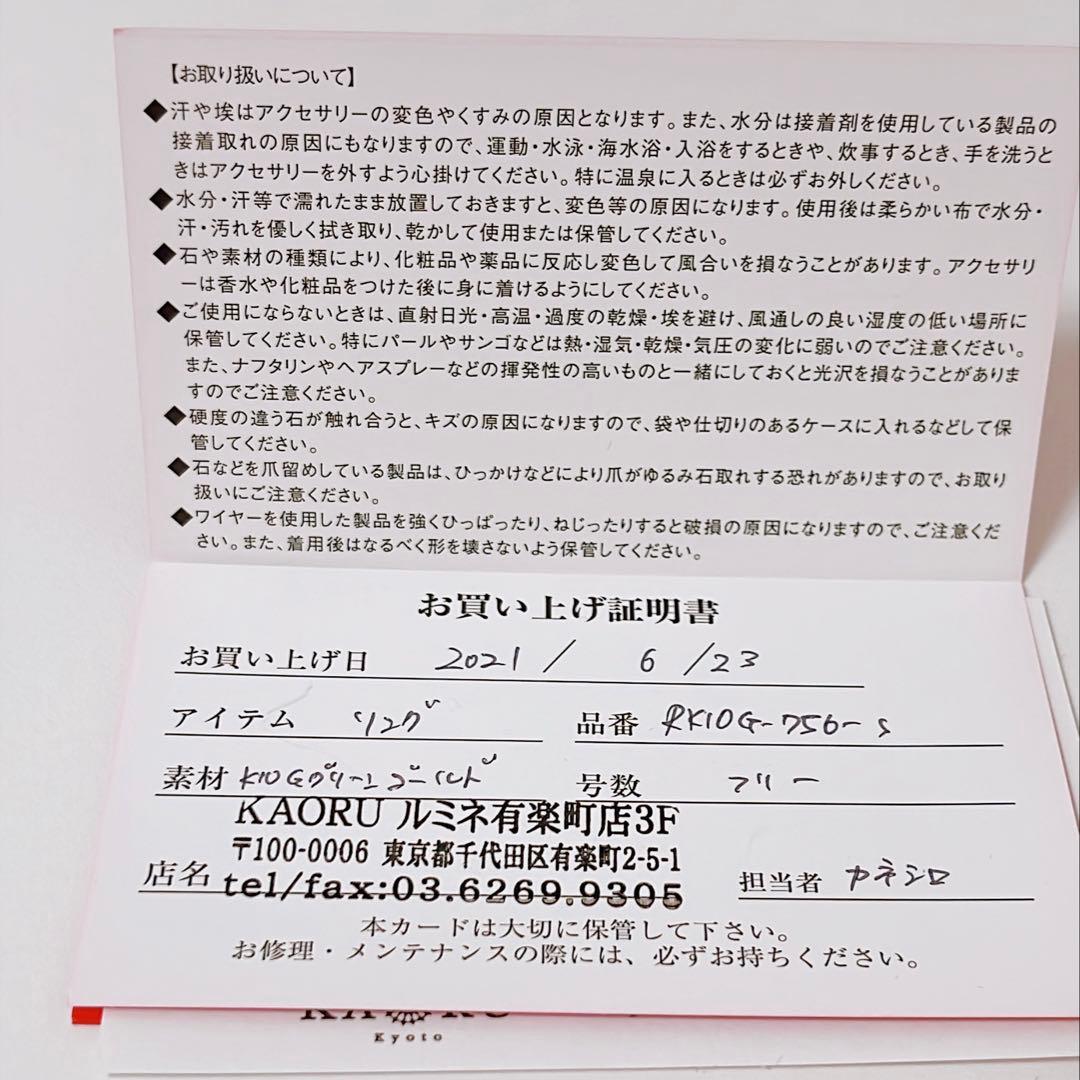 【お取り扱いについて】
◆汗や埃はアクセサリーの変色やくすみの原因となります。また、水分は接着剤を使用している製品の
接着取れの原因にもなりますので、運動・水泳・海水浴・入浴をするときや、炊事するとき、手を洗うと
きはアクセサリーを外すよう心掛けてください。特に温泉に入るときは必ずお外しください。
◆水分・汗等で濡れたまま放置しておきますと、変色等の原因になります。使用後は柔らかい布で水分・
汗・汚れを優しく拭き取り、乾かして使用または保管してください。
◆石や素材の種類により、化粧品や薬品に反応し変色して風合いを損なうことがあります。アクセサリ
ーは香水や化粧品をつけた後に身に着けるようにしてください。
◆ご使用にならないときは、直射日光・高温・過度の乾燥・埃を避け、風通しの良い湿度の低い場所に
保管してください。特にパールやサンゴなどは熱・湿気・乾燥・気圧の変化に弱いのでご注意ください。
また、ナフタリンやヘアスプレーなどの揮発性の高いものと一緒にしておくと光沢を損なうことがありま
すのでご注意ください。
◆硬度の違う石が触れ合うと、キズの原因になりますので、袋や仕切りのあるケースに入れるなどして保
管してください。
◆石などを爪留めしている製品は、ひっかけなどにより爪がゆるみ石取れする恐れがありますので、お取り
扱いにご注意ください。
◆ワイヤーを使用した製品を強くひっぱったり、ねじったりすると破損の原因になりますので、ご注意くだ
さい。また、着用後はなるべく形を壊さないよう保管してください。
お買い上げ証明書
お買い上げ日 2021 / 6 / 23
アイテム リング 品番 RK10G-756-S
素材 K10Gグリーンゴールド 号数 フリー
KAORU ルミネ有楽町店3F
〒100-0006 東京都千代田区有楽町2-5-1
店名 tel/fax:03.6269.9305 担当者 カネシロ
本カードは大切に保管して下さい。
お修理・メンテナンスの際には、必ずお持ちください。
KAORU
Kyoto